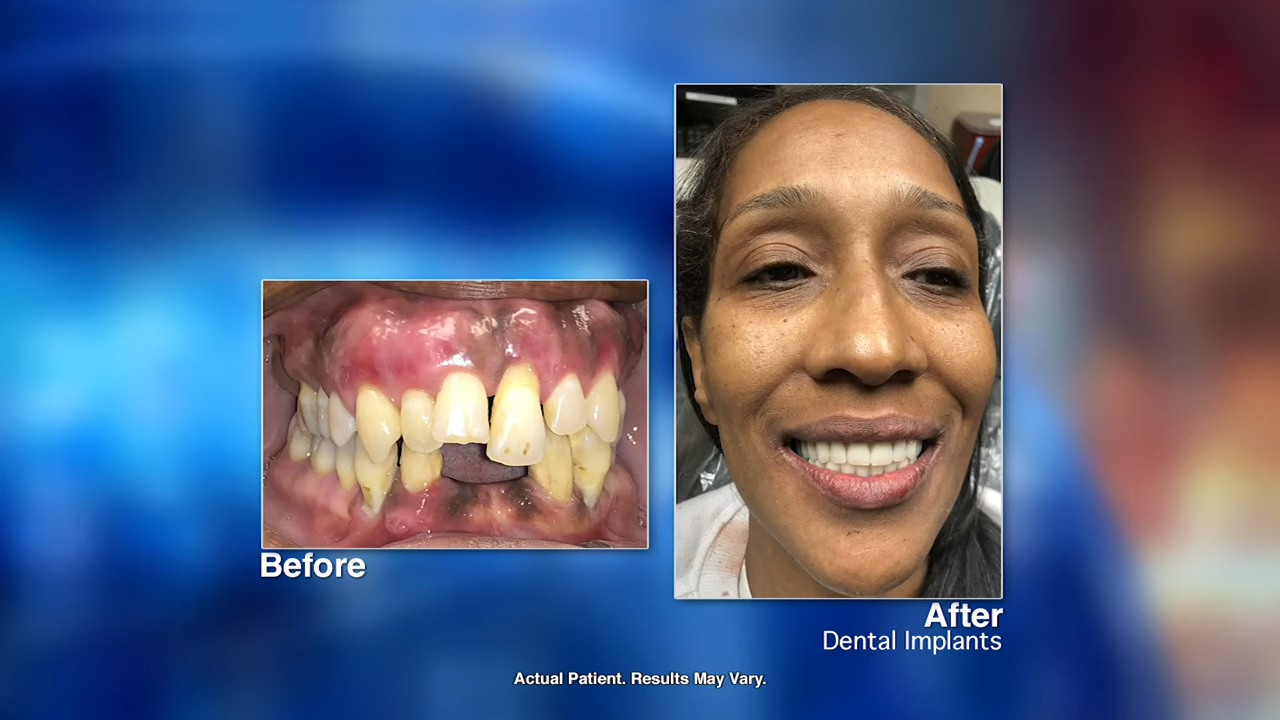 Before
After
Dental Implants
Actual Patient. Results May Vary.